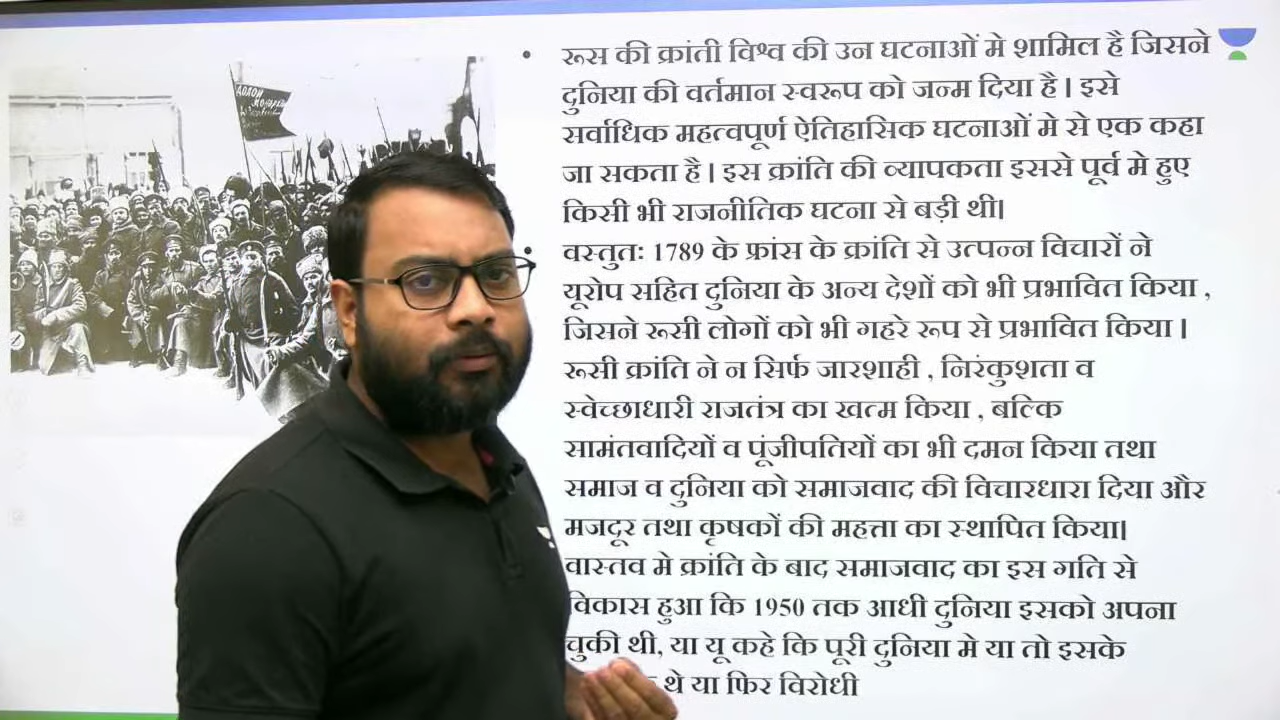 ДОЛОЙ
रूस की क्रांती विश्व की उन घटनाओं मे शामिल है जिसने
दुनिया की वर्तमान स्वरूप को जन्म दिया है । इसे
सर्वाधिक महत्वपूर्ण ऐतिहासिक घटनाओं मे से एक कहा
जा सकता है । इस क्रांति की व्यापकता इससे पूर्व मे हुए
किसी भी राजनीतिक घटना से बड़ी थी।
वस्तुतः 1789 के फ्रांस के क्रांति से उत्पन्न विचारों ने
यूरोप सहित दुनिया के अन्य देशों को भी प्रभावित किया ,
जिसने रूसी लोगों को भी गहरे रूप से प्रभावित किया ।
रूसी क्रांति ने न सिर्फ जारशाही , निरंकुशता व
स्वेच्छाधारी राजतंत्र का खत्म किया , बल्कि
सामंतवादियों व पूंजीपतियों का भी दमन किया तथा
समाज व दुनिया को समाजवाद की विचारधारा दिया और
मजदूर तथा कृषकों की महत्ता का स्थापित किया।
वास्तव मे क्रांति के बाद समाजवाद का इस गति से
विकास हुआ कि 1950 तक आधी दुनिया इसको अपना
चुकी थी, या यू कहे कि पूरी दुनिया मे या तो इसके
थे या फिर विरोधी